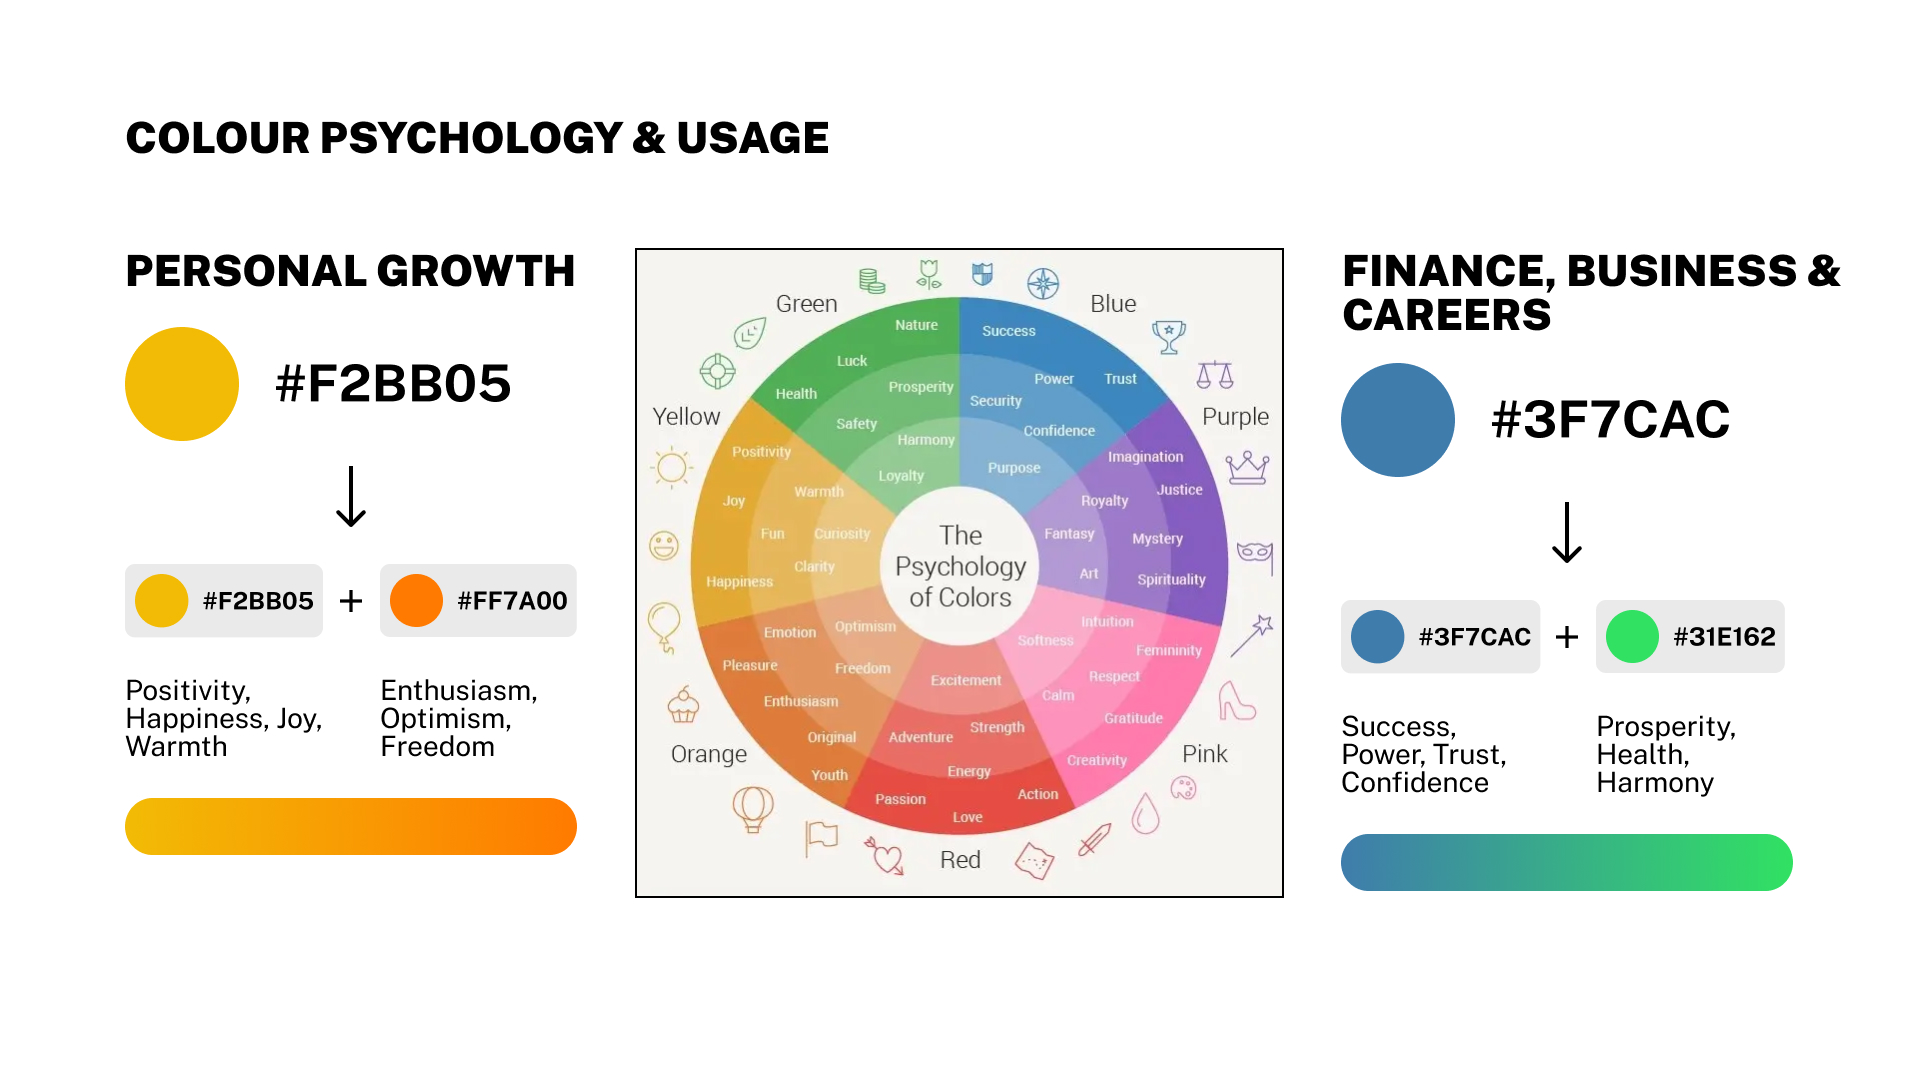 COLOUR PSYCHOLOGY & USAGE
PERSONAL GROWTH
#F2BB05
#F2BB05
+
#FF7A00
Positivity,
Happiness, Joy,
Warmth
Enthusiasm,
Optimism,
Freedom
Green
Nature
Luck
Health
Prosperity
Safety
Harmony
Loyalty
Blue
Success
Power
Trust
Security
Confidence
Purpose
Purple
Imagination
Justice
Royalty
Fantasy
Mystery
Art
Spirituality
Yellow
Positivity
Warmth
Joy
Fun
Curiosity
Clarity
Happiness
The
Psychology
of Colors
Orange
Emotion
Optimism
Pleasure
Freedom
Enthusiasm
Original
Youth
Red
Excitement
Strength
Adventure
Energy
Passion
Action
Love
Pink
Intuition
Softness
Femininity
Respect
Calm
Gratitude
Creativity
FINANCE, BUSINESS &
CAREERS
#3F7CAC
#3F7CAC
+
#31E162
Success,
Power, Trust,
Confidence
Prosperity,
Health,
Harmony